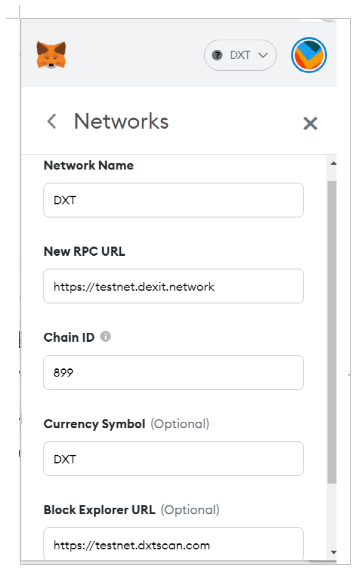 DXT
Networks
Network Name
DXT
New RPC URL
https://testnet.dexit.network
Chain ID
899
Currency Symbol (Optional)
DXT
Block Explorer URL (Optional)
https://testnet.dxtscan.com